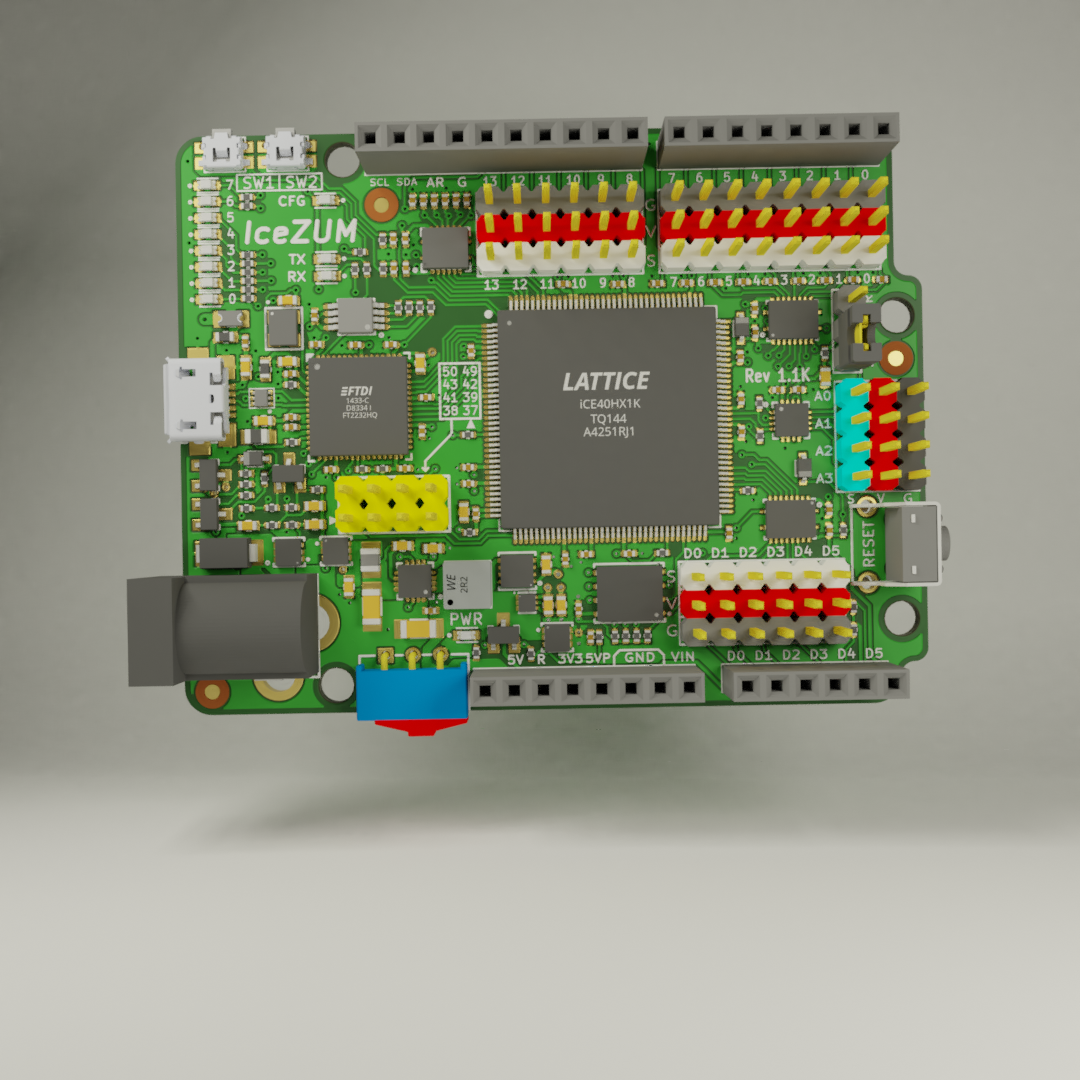 SW1 SW2
7
6
5
4
3
2
1
0
CFG
IceZUM
TX
RX
SCL SDA AR G
13 12 11 10 9 8
7 6 5 4 3 2 1 0
G
V
S
13 12 11 10 9 8
7 6 5 4 3 2 1 0
FTDI
1433-C
D8334I
FT2232HQ
50 49
43 42
41 39
38 37
LATTICE
iCE40HX1K
TQ144
A4251RJ1
Rev 1.1K
A0
A1
A2
A3
S V G
RESET
D0 D1 D2 D3 D4 D5
S
V
G
D0 D1 D2 D3 D4 D5
WE
2R2
PWR
5V R 3V3 5VP GND VIN